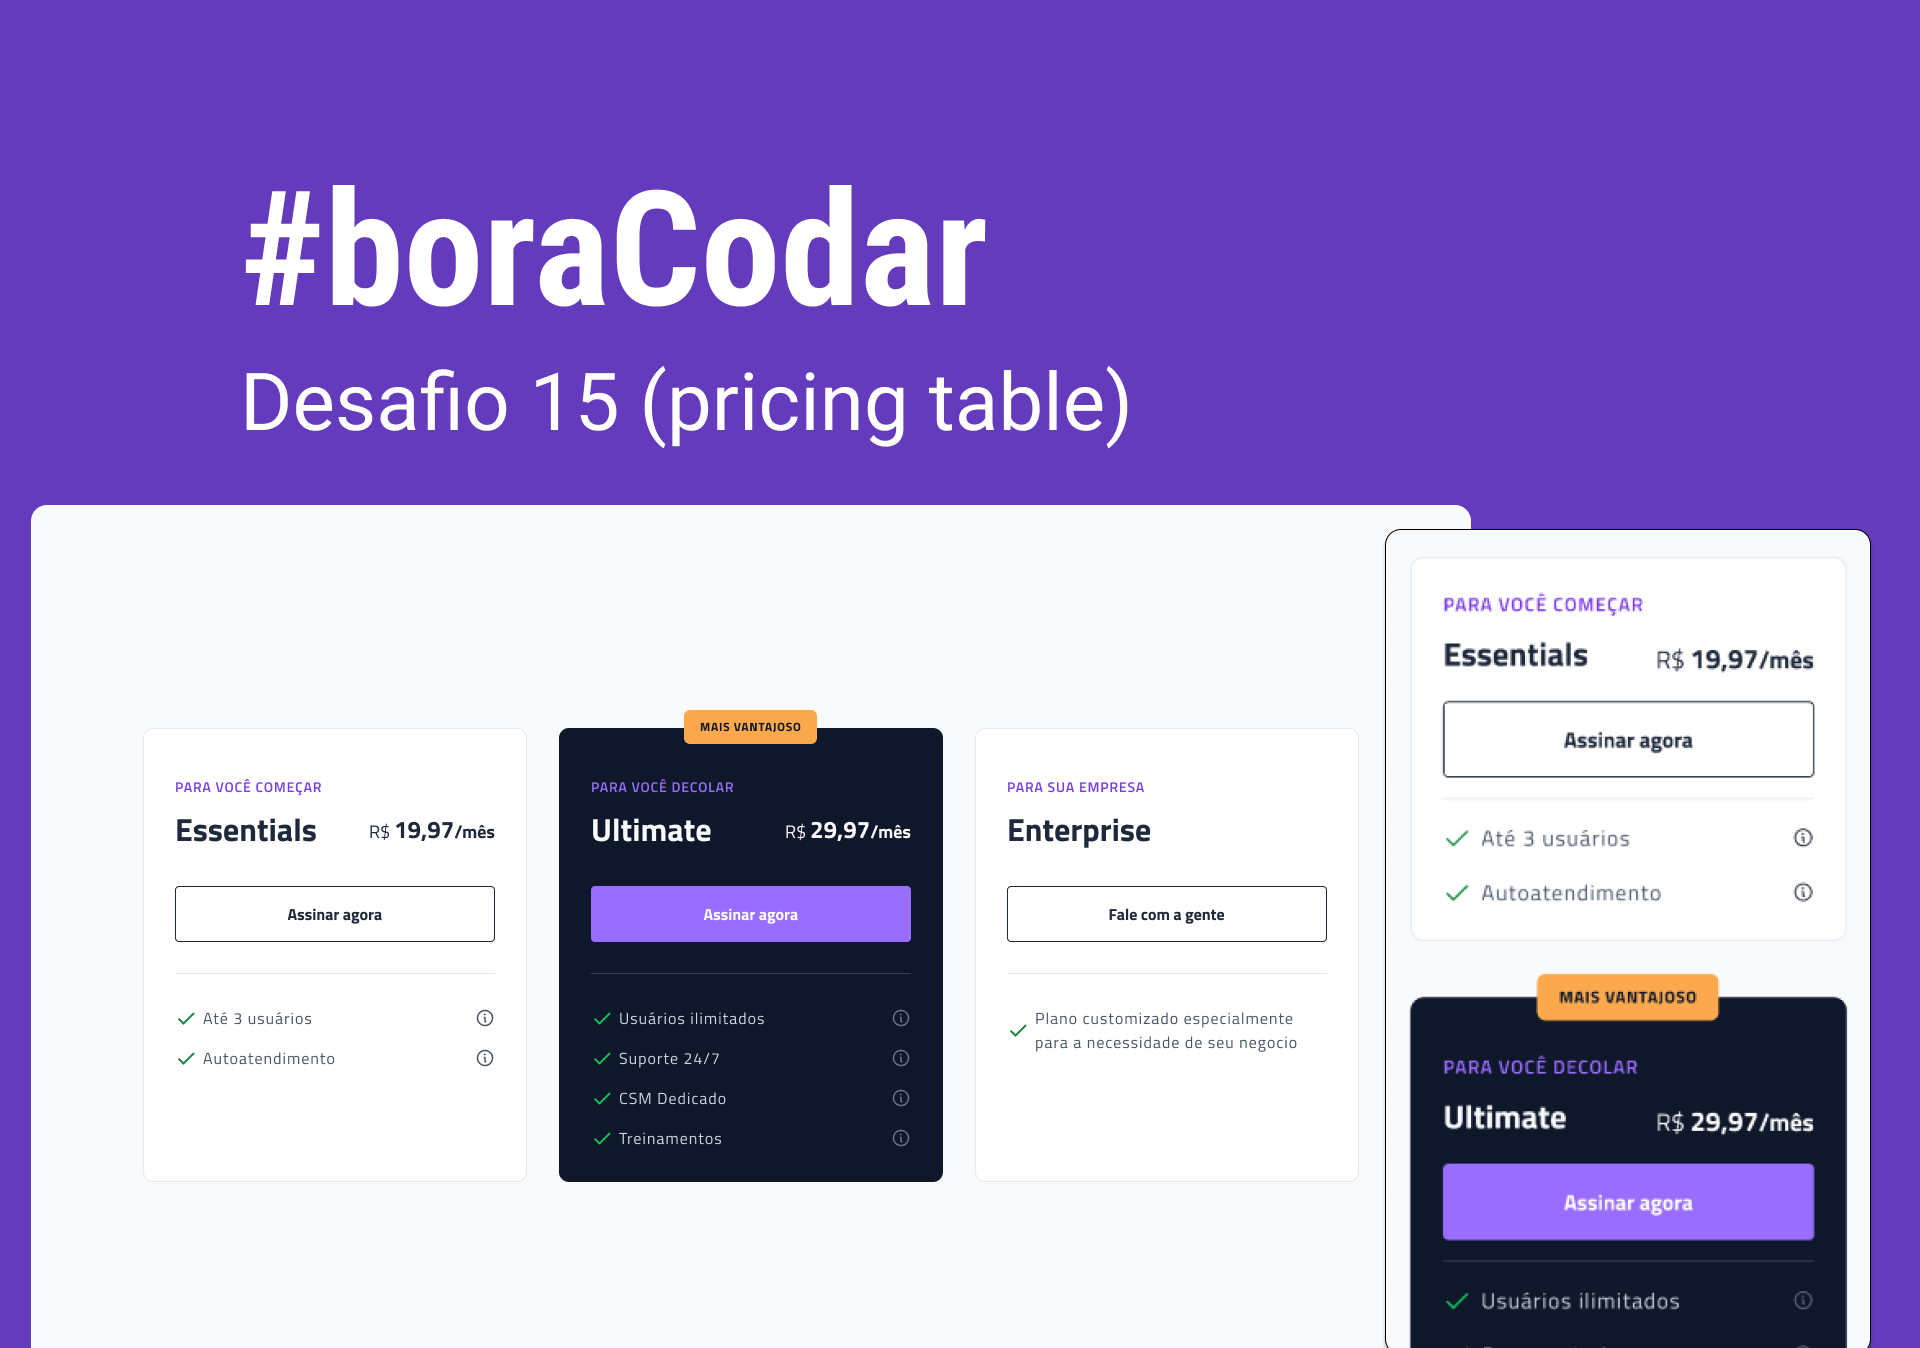 #boraCodar
Desafio 15 (pricing table)
PARA VOCÊ COMEÇAR
Essentials
R$ 19,97/mês
Assinar agora
Até 3 usuários
Autoatendimento
MAIS VANTAJOSO
PARA VOCÊ DECOLAR
Ultimate
R$ 29,97/mês
Assinar agora
Usuários ilimitados
Suporte 24/7
CSM Dedicado
Treinamentos
PARA SUA EMPRESA
Enterprise
Fale com a gente
Plano customizado especialmente
para a necessidade de seu negocio
PARA VOCÊ COMEÇAR
Essentials
R$ 19,97/mês
Assinar agora
Até 3 usuários
Autoatendimento
MAIS VANTAJOSO
PARA VOCÊ DECOLAR
Ultimate
R$ 29,97/mês
Assinar agora
Usuários ilimitados